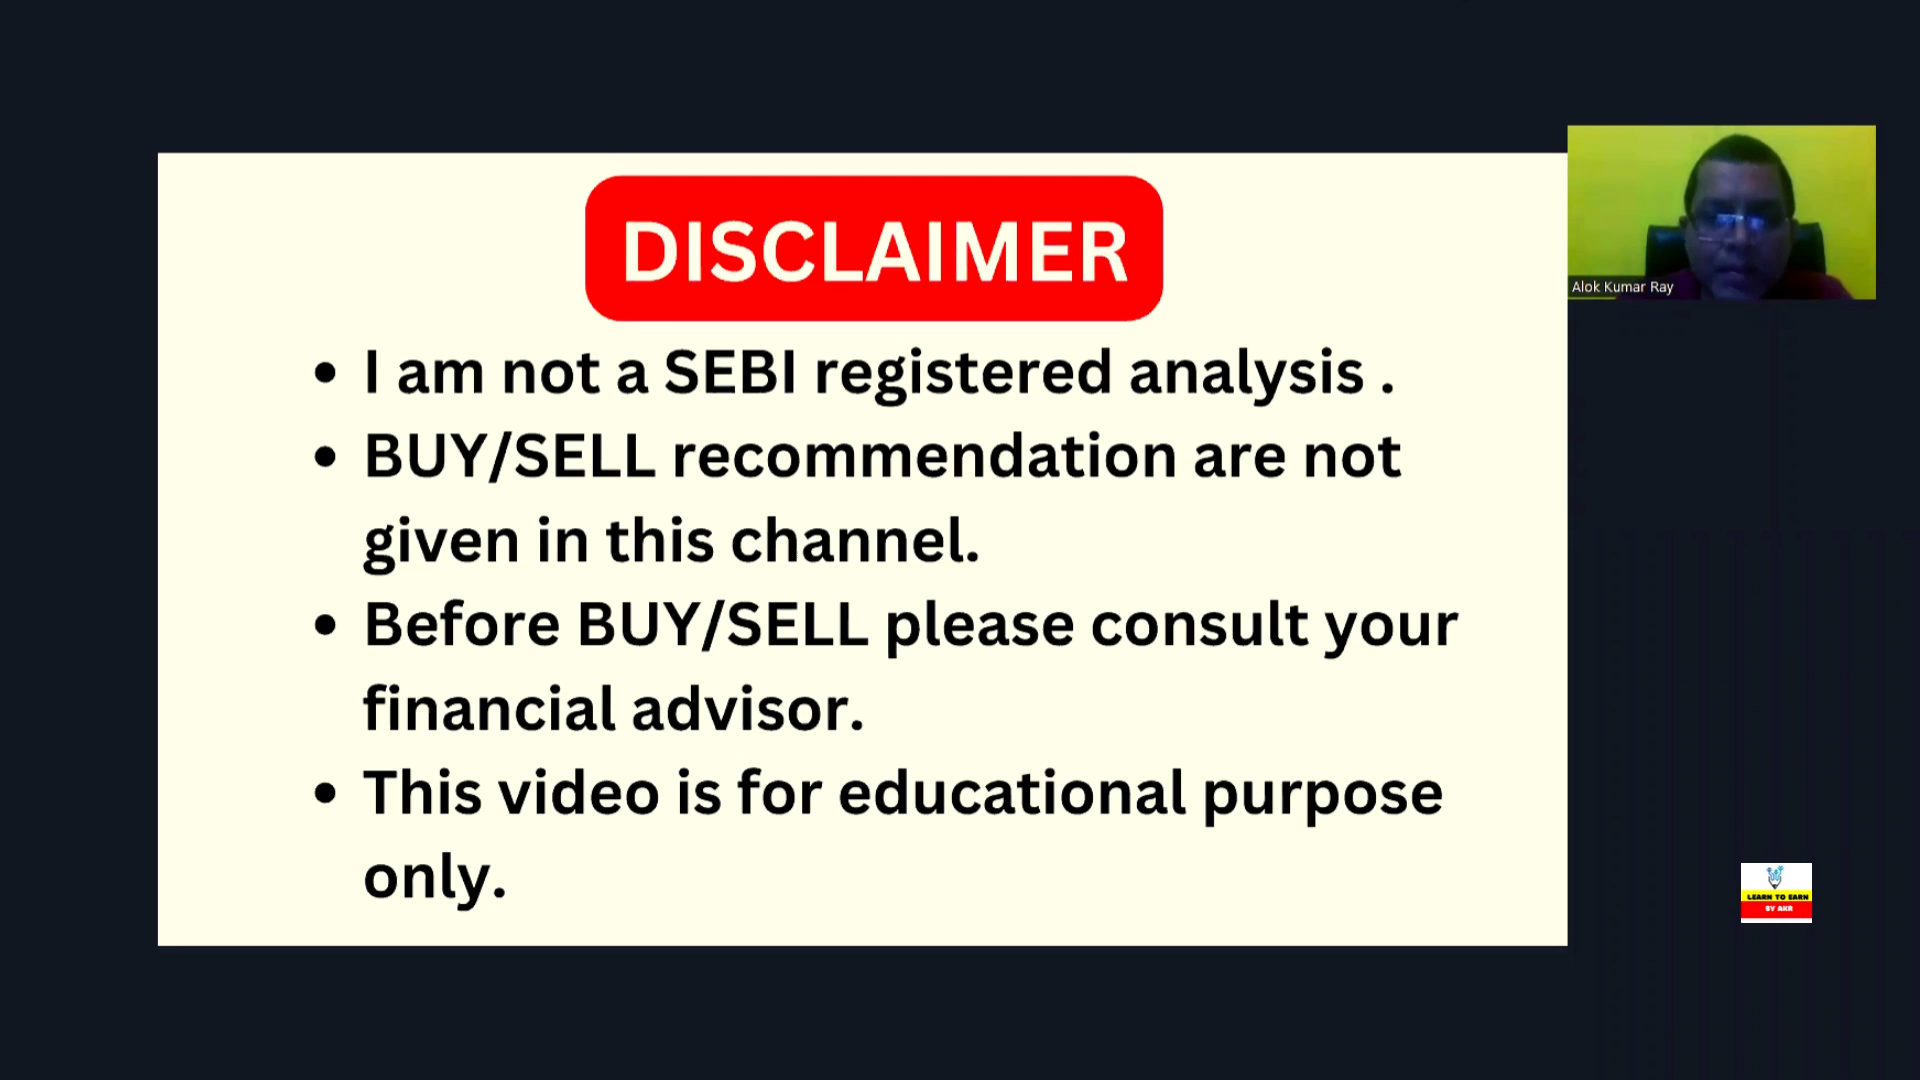 DISCLAIMER
• I am not a SEBI registered analysis .
• BUY/SELL recommendation are not
given in this channel.
• Before BUY/SELL please consult your
financial advisor.
• This video is for educational purpose
only.
Alok Kumar Ray
LEARN TO EARN
BY AKR